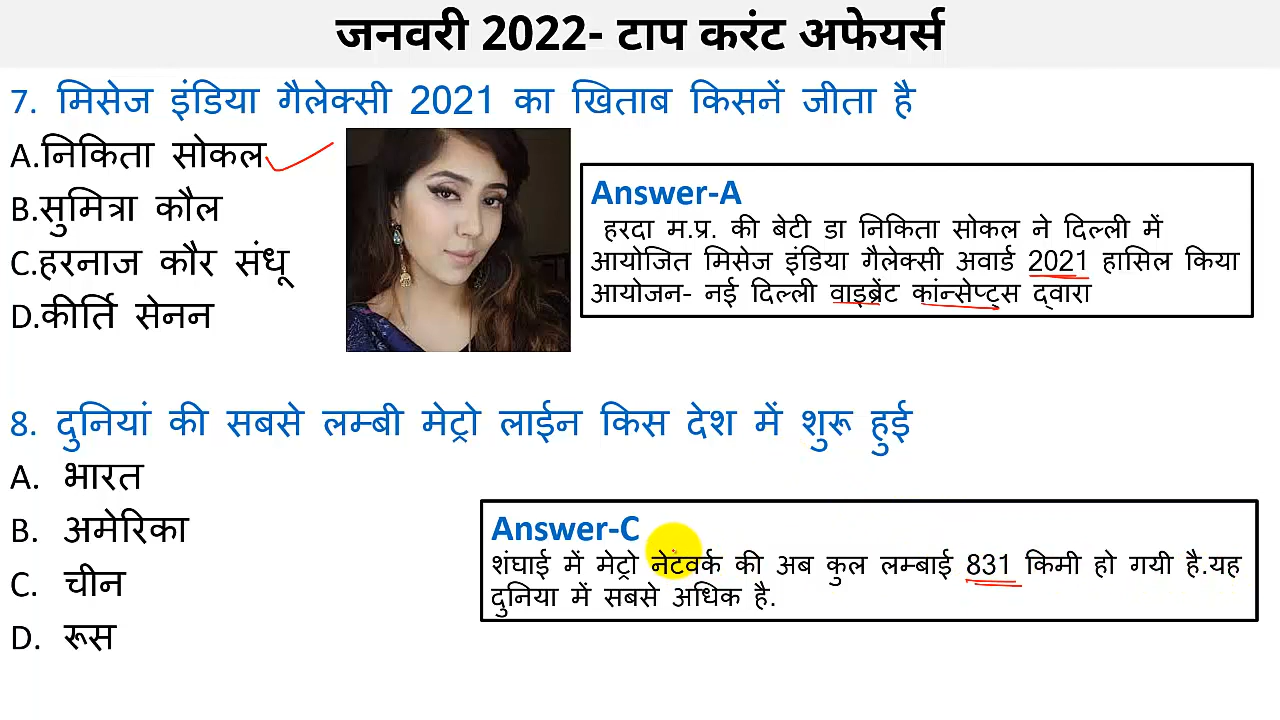 जनवरी 2022- टाप करंट अफेयर्स
7. मिसेज इंडिया गैलेक्सी 2021 का खिताब किसनें जीता है
A.निकिता सोकल
B.सुमित्रा कौल
C.हरनाज कौर संधू
D.कीर्ति सेनन
Answer-A
हरदा म.प्र. की बेटी डा निकिता सोकल ने दिल्ली में
आयोजित मिसेज इंडिया गैलेक्सी अवार्ड 2021 हासिल किया
आयोजन- नई दिल्ली वाइब्रेंट कांन्सेप्ट्स द्वारा
8. दुनियां की सबसे लम्बी मेट्रो लाईन किस देश में शुरू हुई
A. भारत
B. अमेरिका
C. चीन
D. रूस
Answer-C
शंघाई में मेट्रो नेटवर्क की अब कुल लम्बाई 831 किमी हो गयी है.यह
दुनिया में सबसे अधिक है.